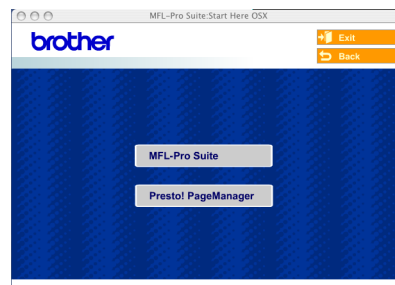 MFL-Pro Suite:Start Here OSX
brother
Exit
Back
MFL-Pro Suite
Presto! PageManager